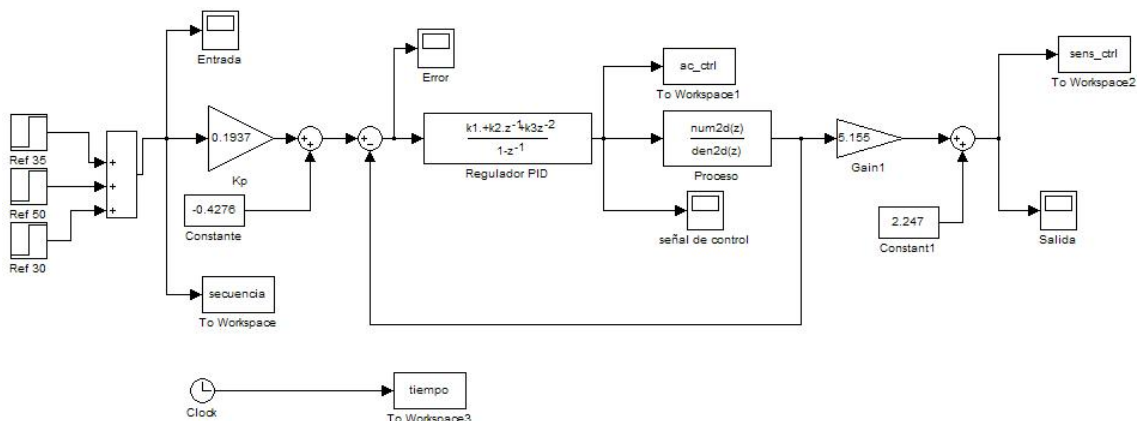 Entrada
Error
ac_ctrl
To Workspace1
sens_ctrl
To Workspace2
Ref 35
Ref 50
Ref 30
+
+
+
0.1937
Kp
+
+
-0.4276
Constante
+
−
k1.+k2.z-1+k3z-2
1-z-1
Regulador PID
num2d(z)
den2d(z)
Proceso
5.155
Gain1
+
+
2.247
Constant1
señal de control
Salida
secuencia
To Workspace
Clock
tiempo
To Workspace3